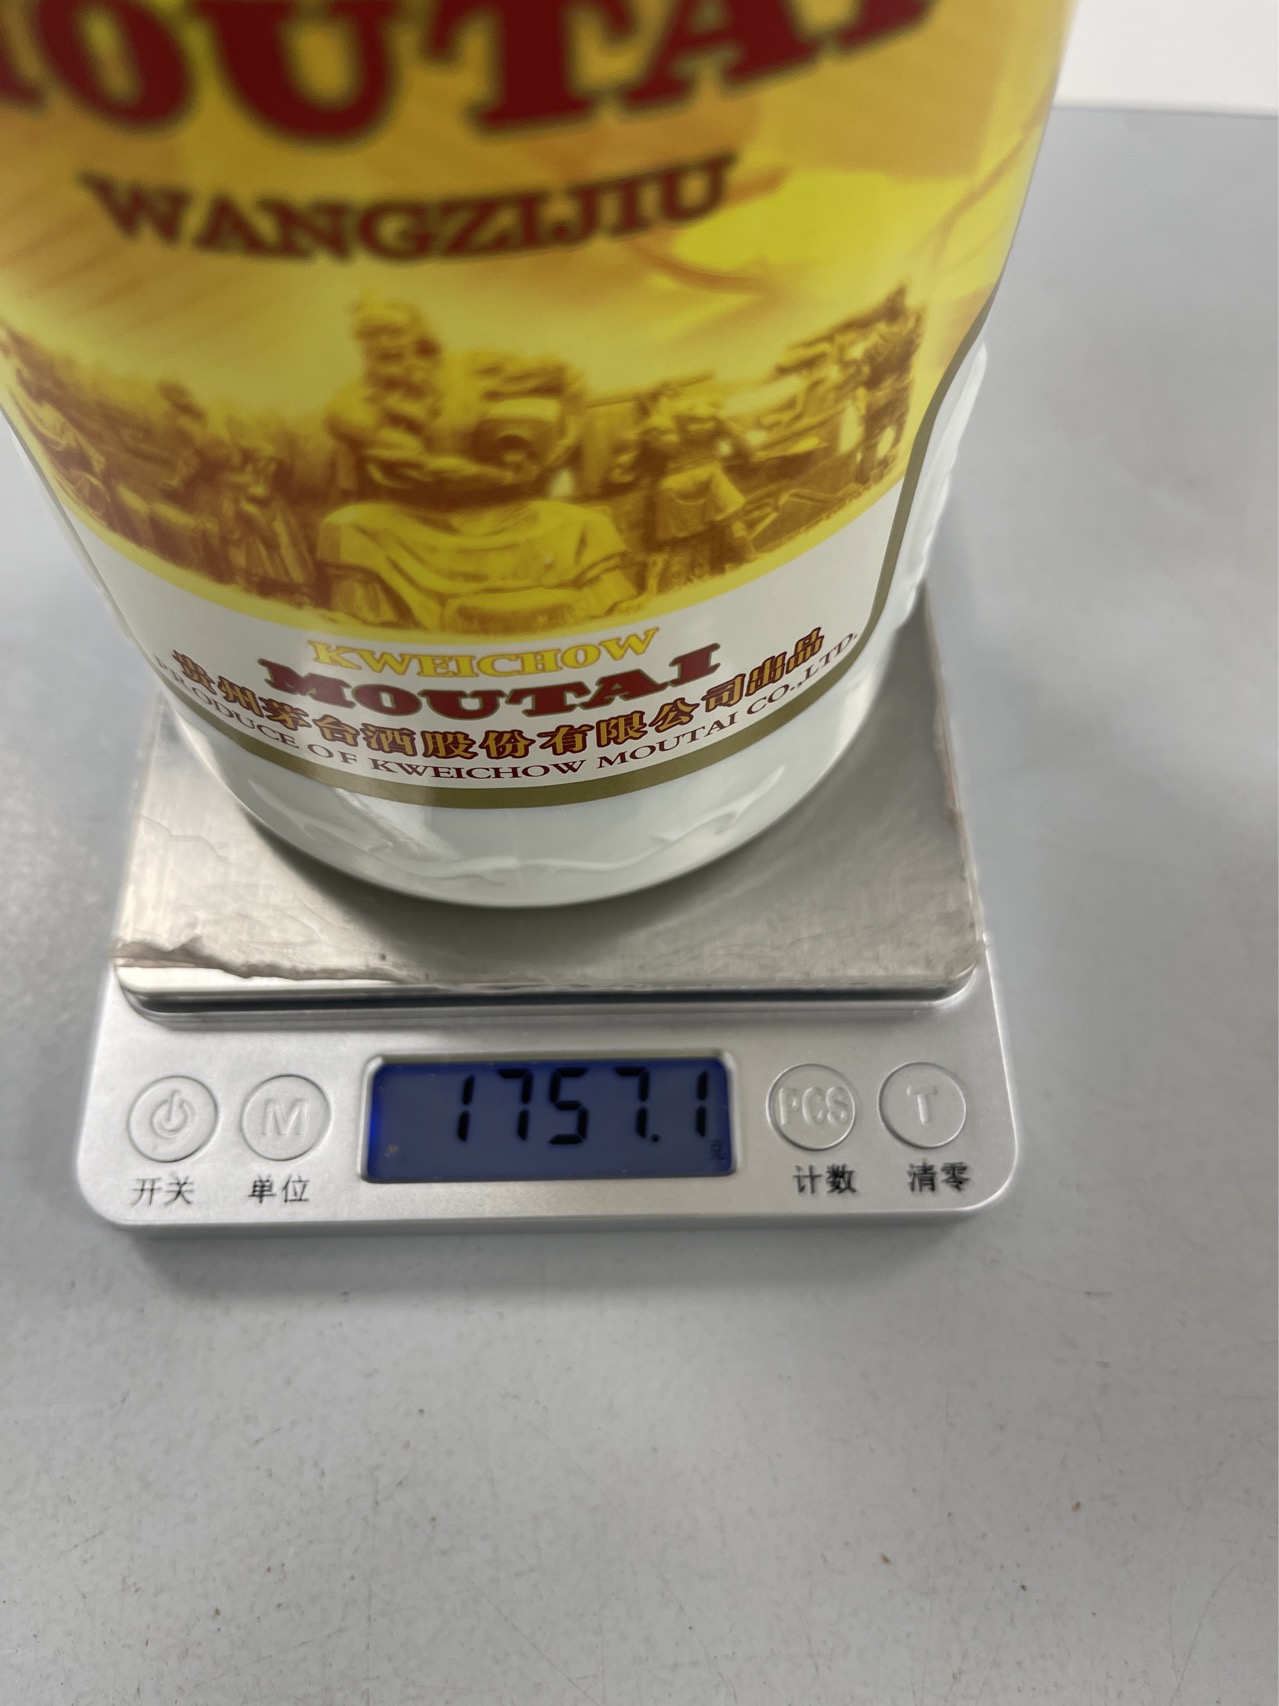 MOUTAI
WANGZIJIU
KWEICHOW
MOUTAI
贵州茅台酒股份有限公司出品
PRODUCE OF KWEICHOW MOUTAI CO.,LTD.
1757.1
克
M
PCS
T
开关
单位
计数
清零